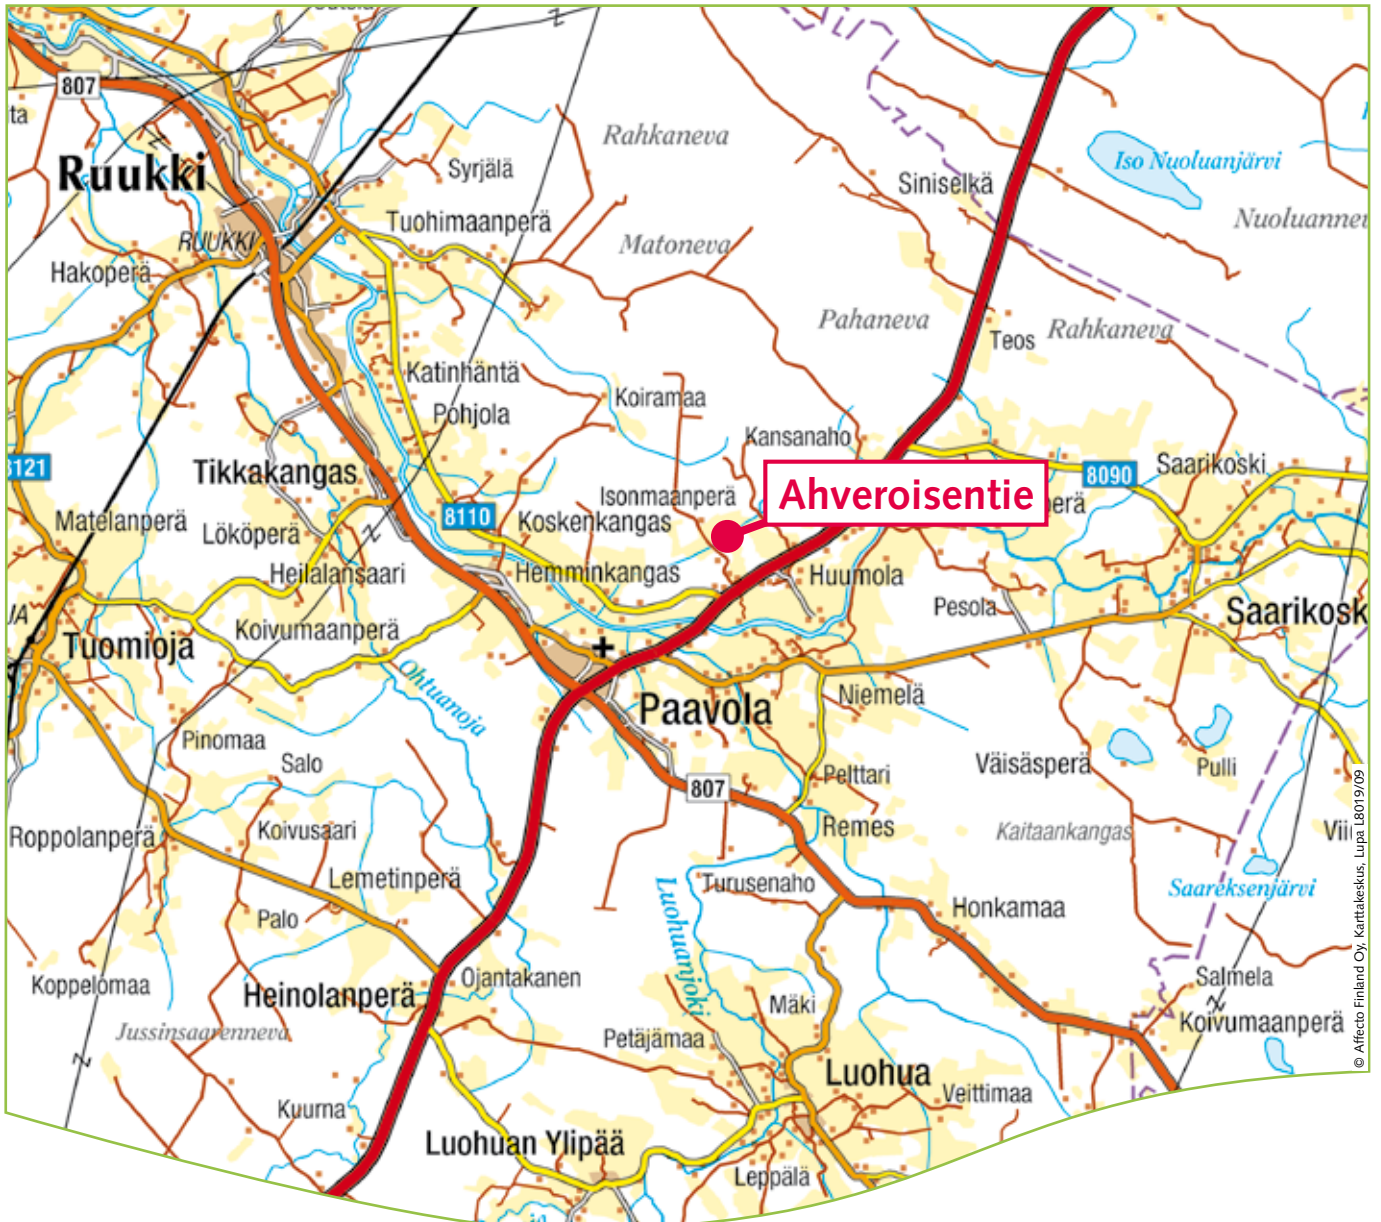 807
Ruukki
RUUKKI
Syrjälä
Rahkaneva
Siniselkä
Iso Nuoluanjärvi
Tuohimaanperä
Matoneva
Hakoperä
Pahaneva
Teos
Rahkaneva
Katinhäntä
Pohjola
Koiramaa
Kansanaho
Tikkakangas
Isonmaanperä
Ahveroisentie
8090
Saarikoski
8121
Matelanperä
Lököperä
8110
Koskenkangas
perä
Heilalansaari
Hemminkangas
Huumola
Pesola
Koivumaanperä
Tuomioja
Ohtuanoja
Paavola
Niemelä
Pinomaa
Salo
Pelttari
Väisäsperä
Pulli
807
Roppolanperä
Koivusaari
Remes
Kaitaankangas
Lemetinperä
Turusenaho
Saareksenjärvi
Palo
Luohuanjoki
Honkamaa
Koppelomaa
Heinolanperä
Ojantakanen
Salmela
Jussinsaarenneva
Mäki
Petäjämaa
Koivumaanperä
Kuurna
Luohua
Veittimaa
Luohuan Ylipää
Leppälä
© Affecto Finland Oy, Karttakeskus, Lupa L8019/09